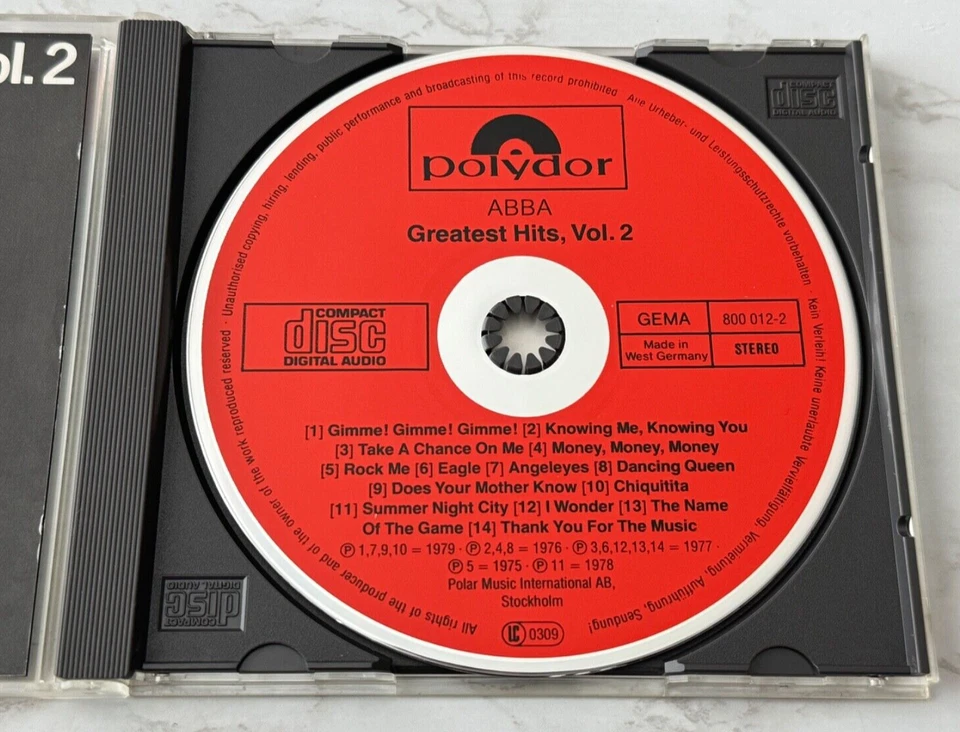 ol. 2
COMPACT
disc
DIGITAL AUDIO
Unauthorised copying, hiring, lending, public performance and broadcasting of this record prohibited · Alle Urheber- und Leistungsschutzrechte vorbehalten · Kein Verleih! Keine unerlaubte Vervielfältigung, Vermietung, Aufführung, Sendung!
polydor
ABBA
Greatest Hits, Vol. 2
COMPACT
disc
DIGITAL AUDIO
GEMA
800 012-2
Made in
West Germany
STEREO
[1] Gimme! Gimme! Gimme! [2] Knowing Me, Knowing You
[3] Take A Chance On Me [4] Money, Money, Money
[5] Rock Me [6] Eagle [7] Angeleyes [8] Dancing Queen
[9] Does Your Mother Know [10] Chiquitita
[11] Summer Night City [12] I Wonder [13] The Name
Of The Game [14] Thank You For The Music
Ⓟ 1,7,9,10 = 1979 · Ⓟ 2,4,8 = 1976 · Ⓟ 3,6,12,13,14 = 1977 ·
Ⓟ 5 = 1975 · Ⓟ 11 = 1978
Polar Music International AB,
Stockholm
LC 0309
All rights of the producer and of the owner of the work reproduced reserved ·
COMPACT
disc
DIGITAL AUDIO